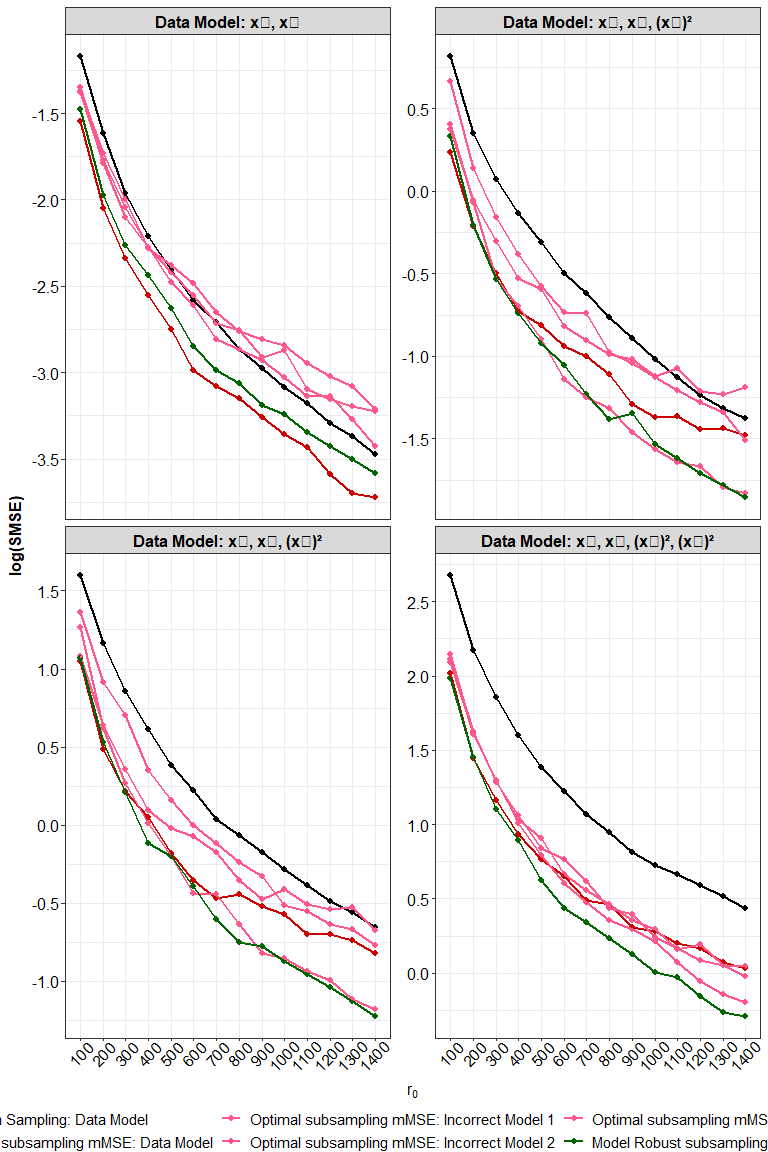 Data Model: x▯, x▯
Data Model: x▯, x▯, (x▯)²
-1.5
-2.0
-2.5
-3.0
-3.5
0.5
0.0
-0.5
-1.0
-1.5
log(SMSE)
Data Model: x▯, x▯, (x▯)²
Data Model: x▯, x▯, (x▯)², (x▯)²
1.5
1.0
0.5
0.0
-0.5
-1.0
2.5
2.0
1.5
1.0
0.5
0.0
100 200 300 400 500 600 700 800 900 1000 1100 1200 1300 1400
100 200 300 400 500 600 700 800 900 1000 1100 1200 1300 1400
r₀
Sampling: Data Model
Optimal subsampling mMSE: Incorrect Model 1
Optimal subsampling mMS
subsampling mMSE: Data Model
Optimal subsampling mMSE: Incorrect Model 2
Model Robust subsampling